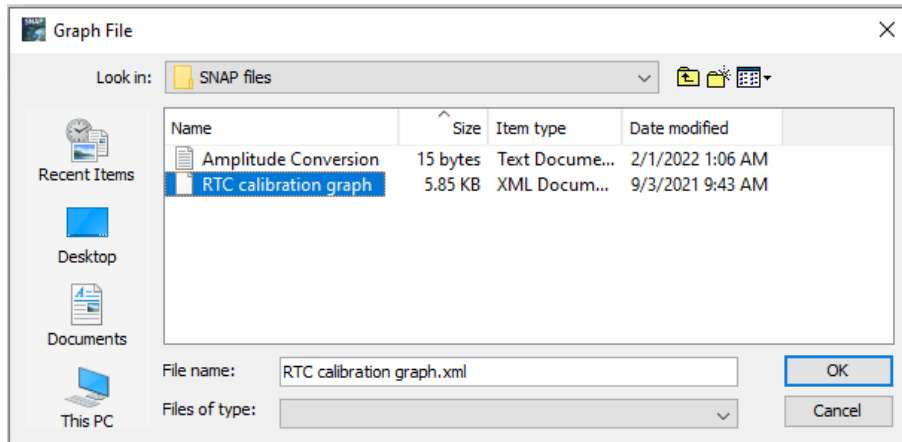 SNAP Graph File
Look in: SNAP files
Name Size Item type Date modified
Amplitude Conversion 15 bytes Text Docume... 2/1/2022 1:06 AM
RTC calibration graph 5.85 KB XML Docum... 9/3/2021 9:43 AM
Recent Items
Desktop
Documents
This PC
File name: RTC calibration graph.xml OK
Files of type: Cancel